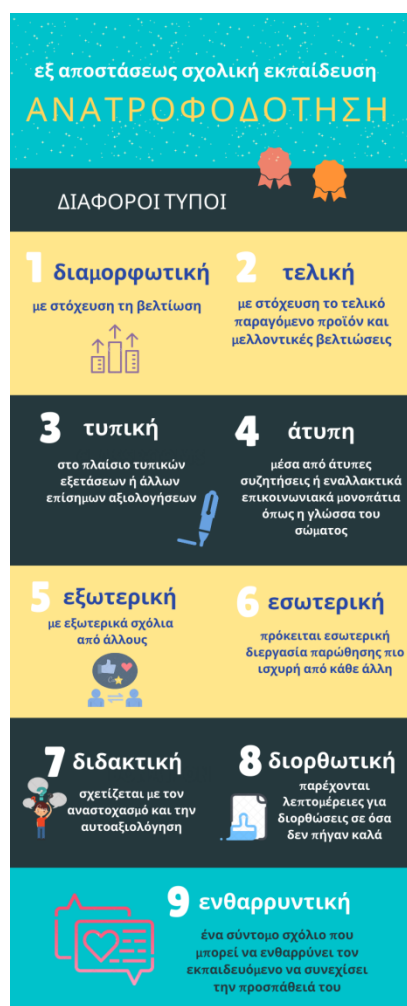 εξ αποστάσεως σχολική εκπαίδευση
ΑΝΑΤΡΟΦΟΔΟΤΗΣΗ
ΔΙΑΦΟΡΟΙ ΤΥΠΟΙ
1 διαμορφωτική
με στόχευση τη βελτίωση
2 τελική
με στόχευση το τελικό
παραγόμενο προϊόν και
μελλοντικές βελτιώσεις
3 τυπική
στο πλαίσιο τυπικών
εξετάσεων ή άλλων
επίσημων αξιολογήσεων
4 άτυπη
μέσα από άτυπες
συζητήσεις ή εναλλακτικά
επικοινωνιακά μονοπάτια
όπως η γλώσσα του
σώματος
5 εξωτερική
με εξωτερικά σχόλια
από άλλους
6 εσωτερική
πρόκειται εσωτερική
διεργασία παρώθησης πιο
ισχυρή από κάθε άλλη
7 διδακτική
σχετίζεται με τον
αναστοχασμό και την
αυτοαξιολόγηση
8 διορθωτική
παρέχονται
λεπτομέρειες για
διορθώσεις σε όσα
δεν πήγαν καλά
9 ενθαρρυντική
ένα σύντομο σχόλιο που
μπορεί να ενθαρρύνει τον
εκπαιδευόμενο να συνεχίσει
την προσπάθειά του